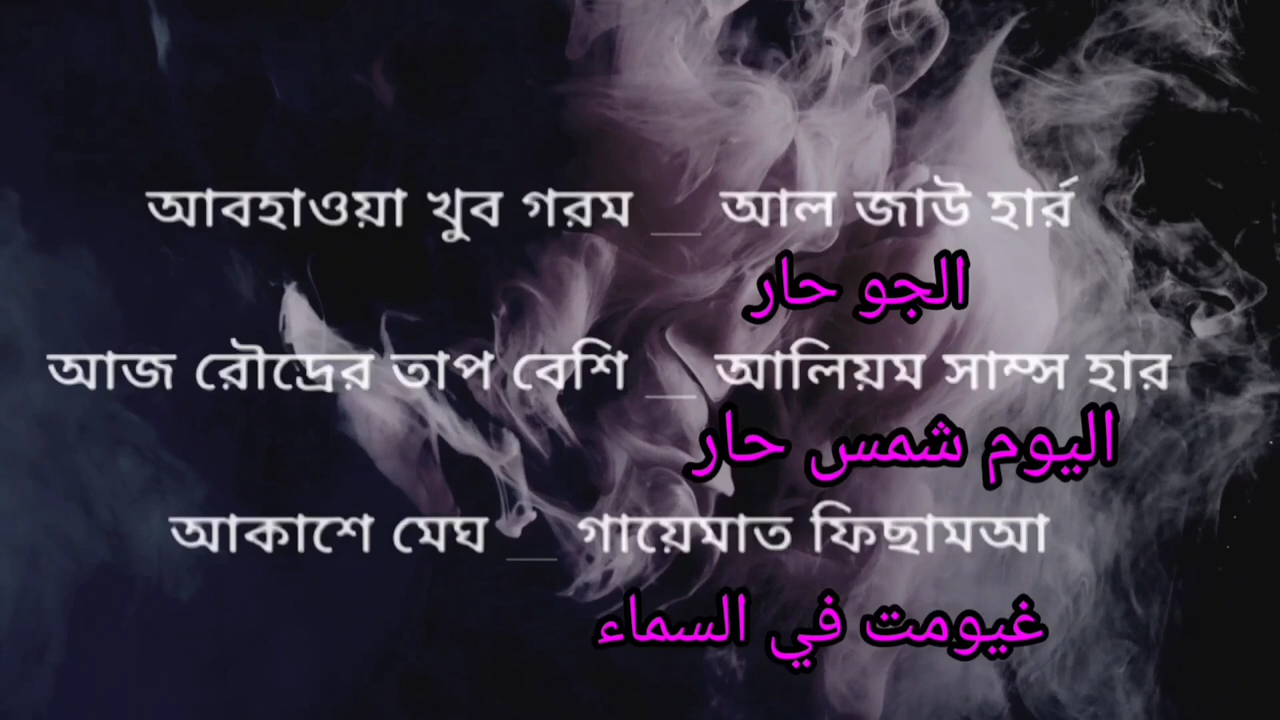 আবহাওয়া খুব গরম __ আল জাউ হার্র
الجو حار
আজ রৌদ্রের তাপ বেশি __ আলিয়ম সাম্স হার
اليوم شمس حار
আকাশে মেঘ __ গায়েমাত ফিছামআ
غيومت في السماء